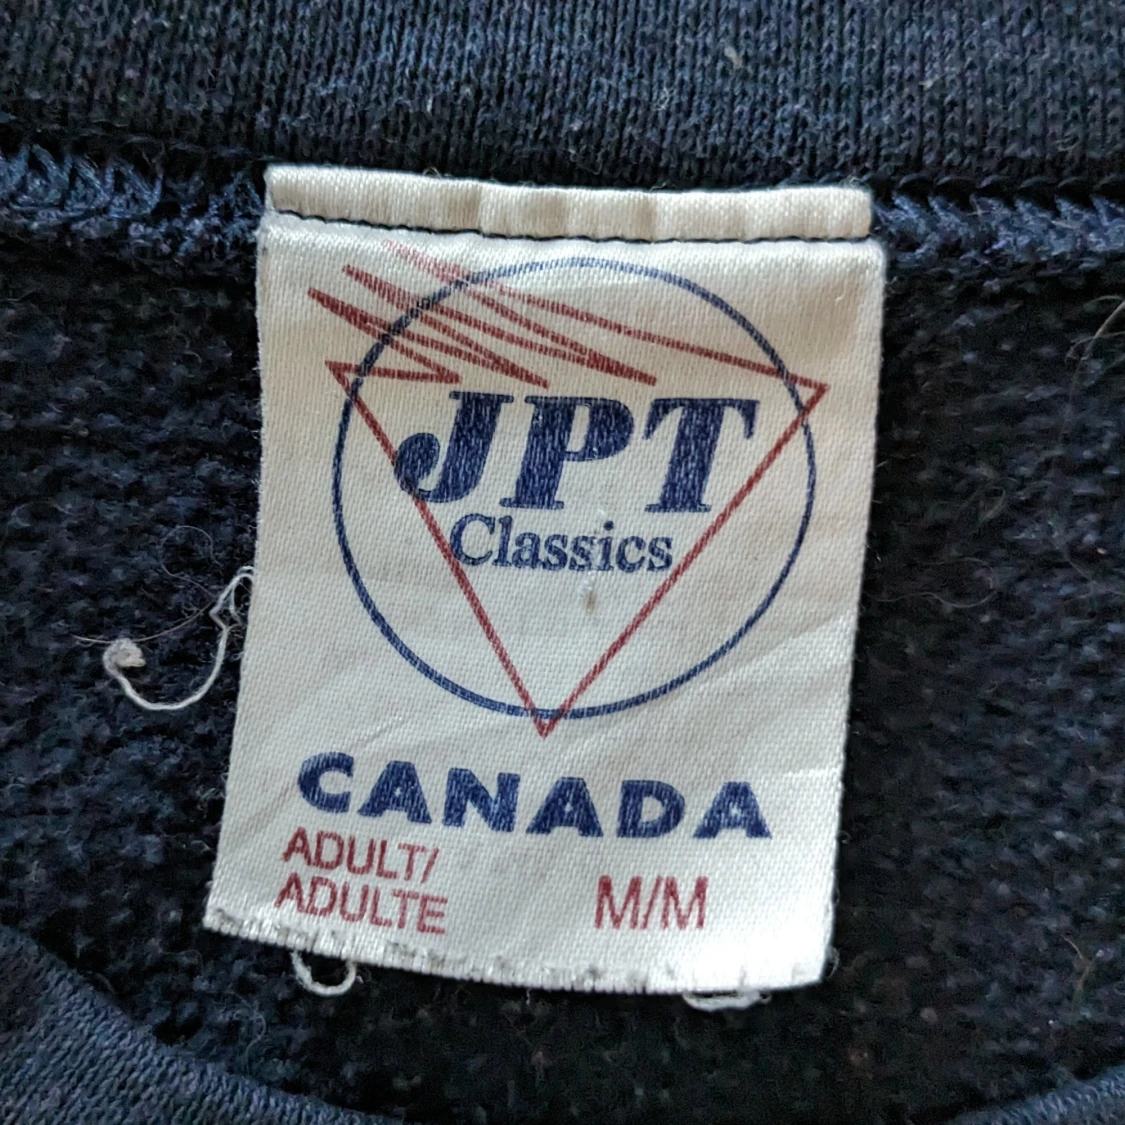 JPT
Classics
CANADA
ADULT/
ADULTE M/M